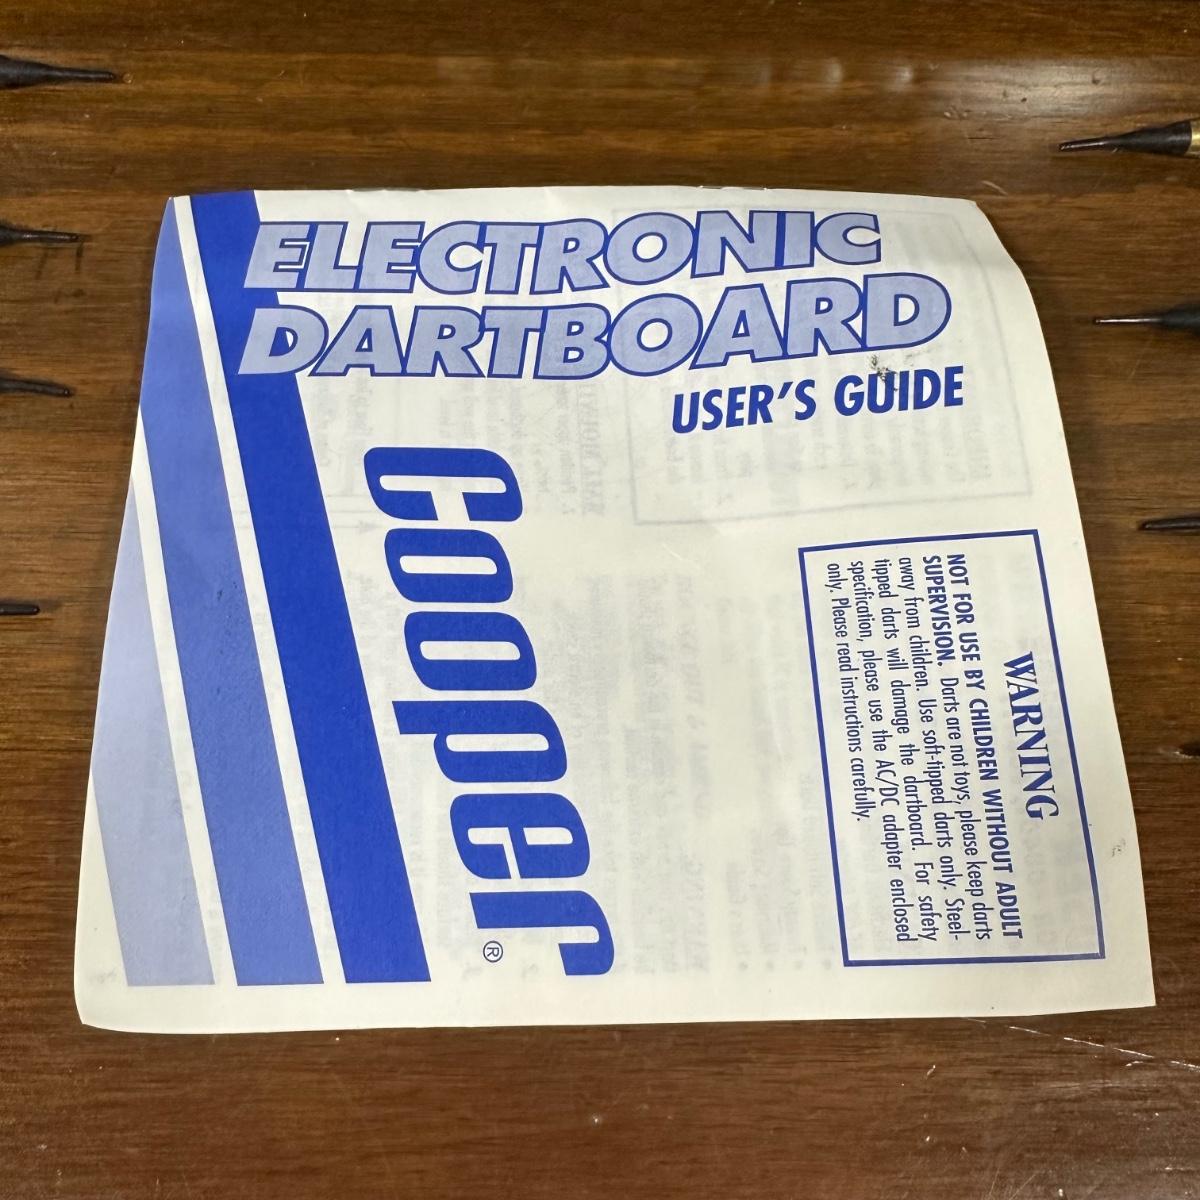 ELECTRONIC
DARTBOARD
USER'S GUIDE
cooper®
WARNING
NOT FOR USE BY CHILDREN WITHOUT ADULT
SUPERVISION. Darts are not toys, please keep darts
away from children. Use soft-tipped darts only. Steel-
tipped darts will damage the dartboard. For safety
specification, please use the AC/DC adapter enclosed
only. Please read instructions carefully.